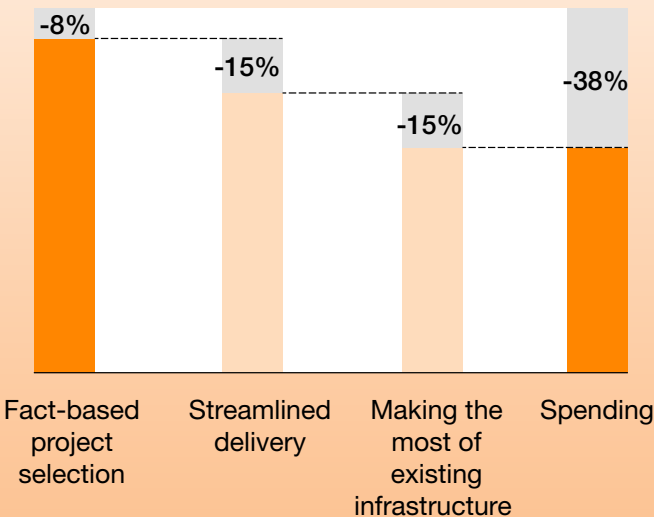 -8%
-15%
-15%
-38%
Fact-based
project
selection
Streamlined
delivery
Making the
most of
existing
infrastructure
Spending